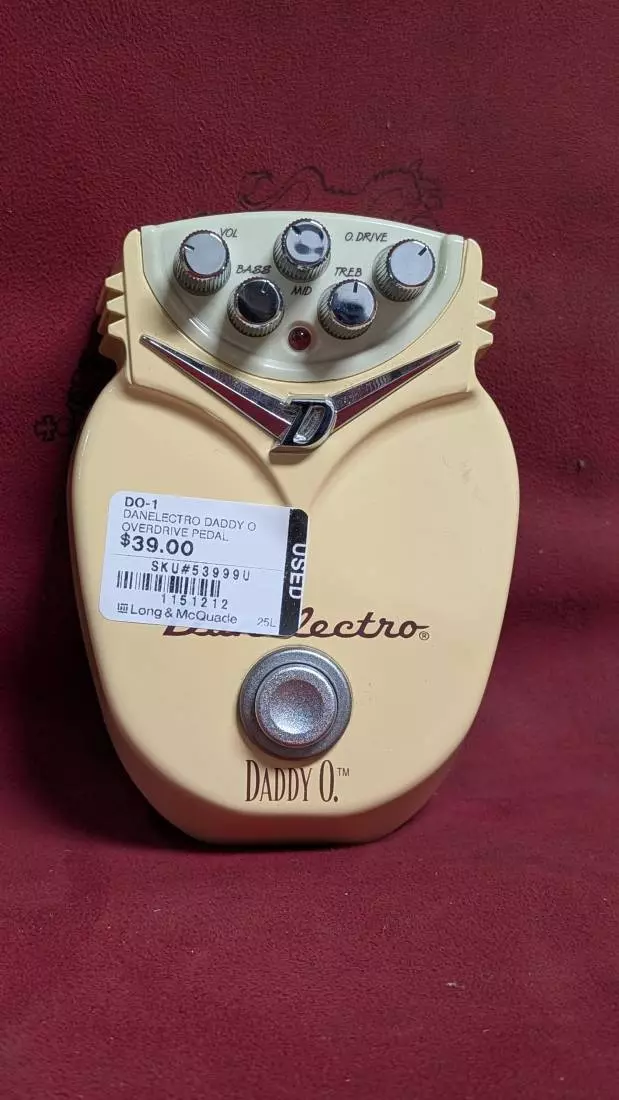 VOL
O. DRIVE
BASS
MID
TREB
D
DO-1
DANELECTRO DADDY O
OVERDRIVE PEDAL
$39.00
SKU#53999U
1151212
Long & McQuade
25L
USED
lectro®
DADDY O.™